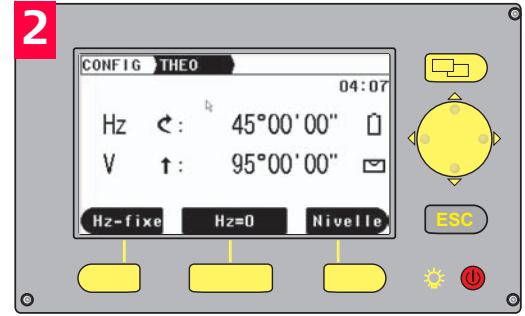 2
CONFIG THEO
04:07
Hz : 45°00'00"
V : 95°00'00"
Hz-fixe Hz=0 Nivelle
ESC